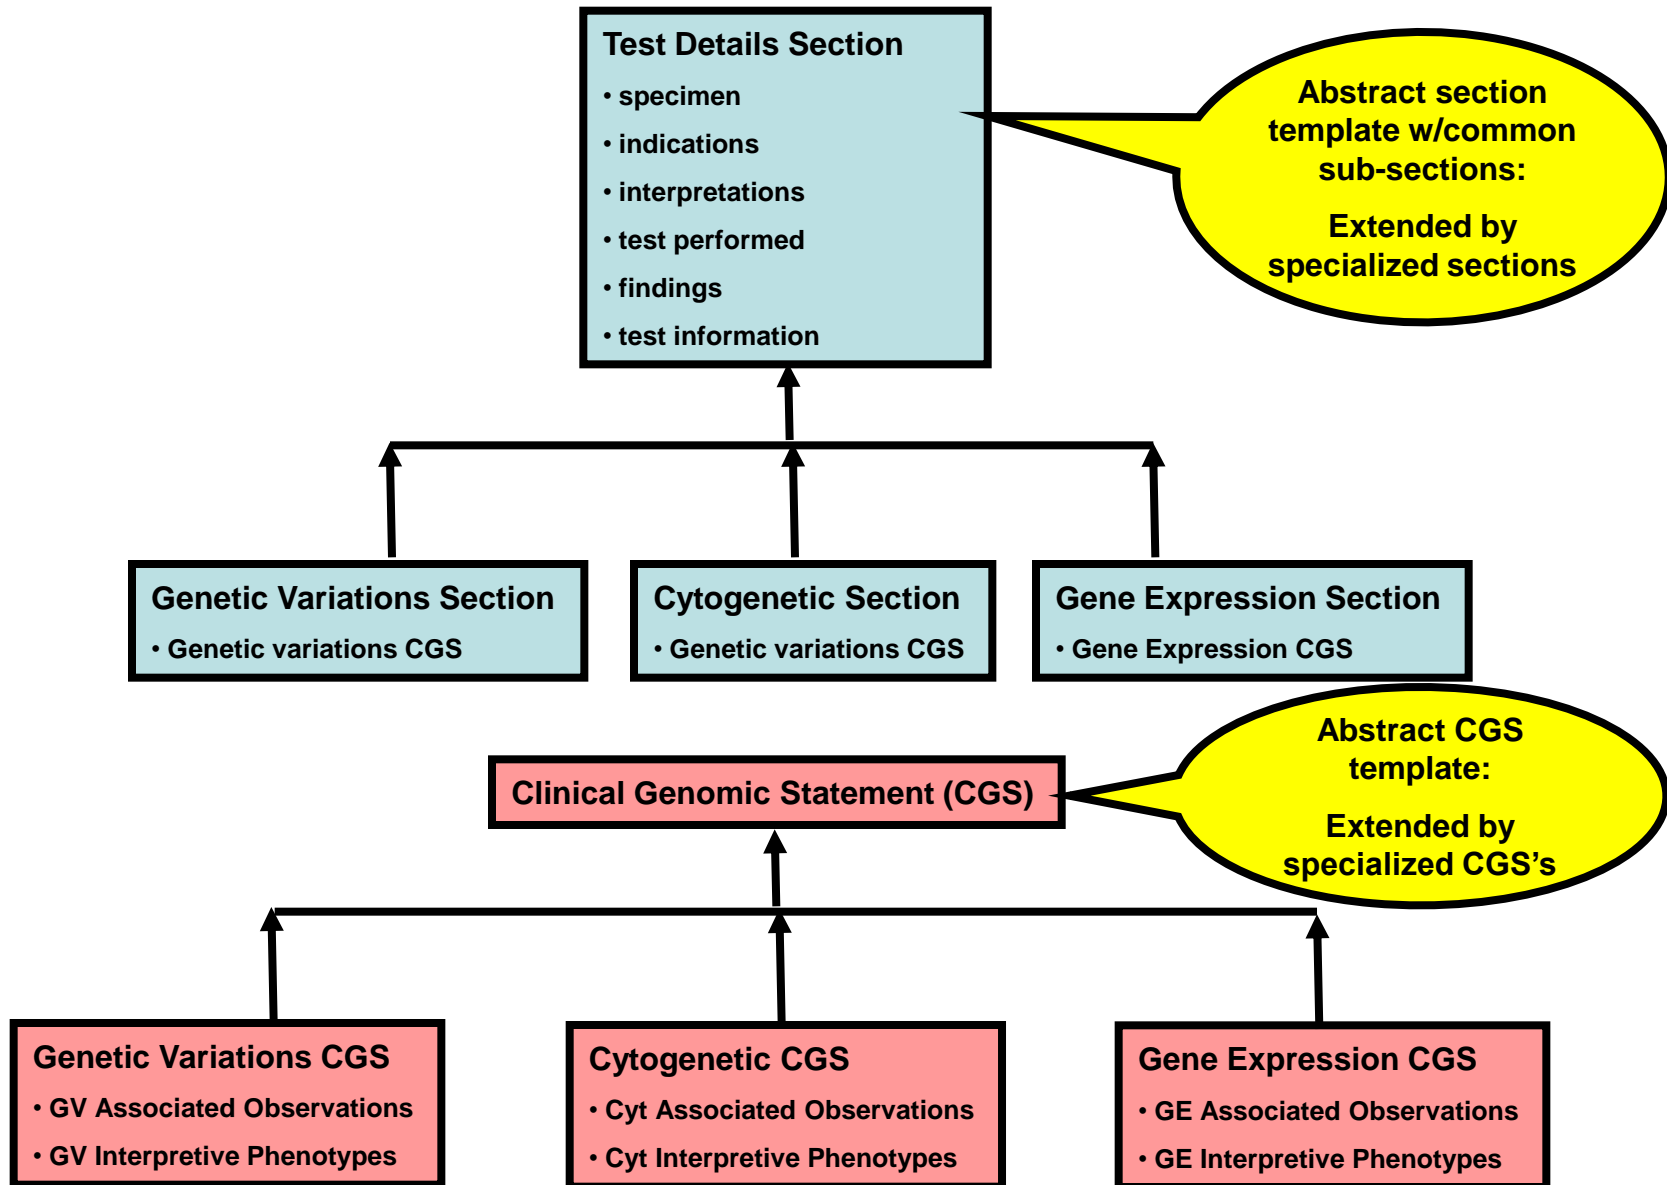 Test Details Section
• specimen
• indications
• interpretations
• test performed
• findings
• test information
Abstract section
template w/common
sub-sections:
Extended by
specialized sections
Genetic Variations Section
• Genetic variations CGS
Cytogenetic Section
• Genetic variations CGS
Gene Expression Section
• Gene Expression CGS
Clinical Genomic Statement (CGS)
Abstract CGS
template:
Extended by
specialized CGS’s
Genetic Variations CGS
• GV Associated Observations
• GV Interpretive Phenotypes
Cytogenetic CGS
• Cyt Associated Observations
• Cyt Interpretive Phenotypes
Gene Expression CGS
• GE Associated Observations
• GE Interpretive Phenotypes